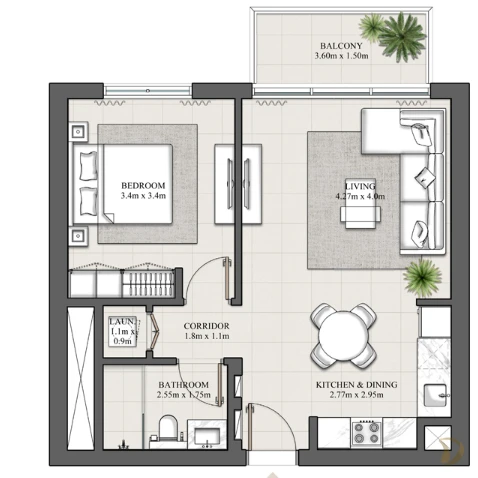 BALCONY
3.60m x 1.50m
BEDROOM
3.4m x 3.4m
LIVING
4.27m x 4.0m
LAUN.
1.1m x
0.9m
CORRIDOR
1.8m x 1.1m
BATHROOM
2.55m x 1.75m
KITCHEN & DINING
2.77m x 2.95m